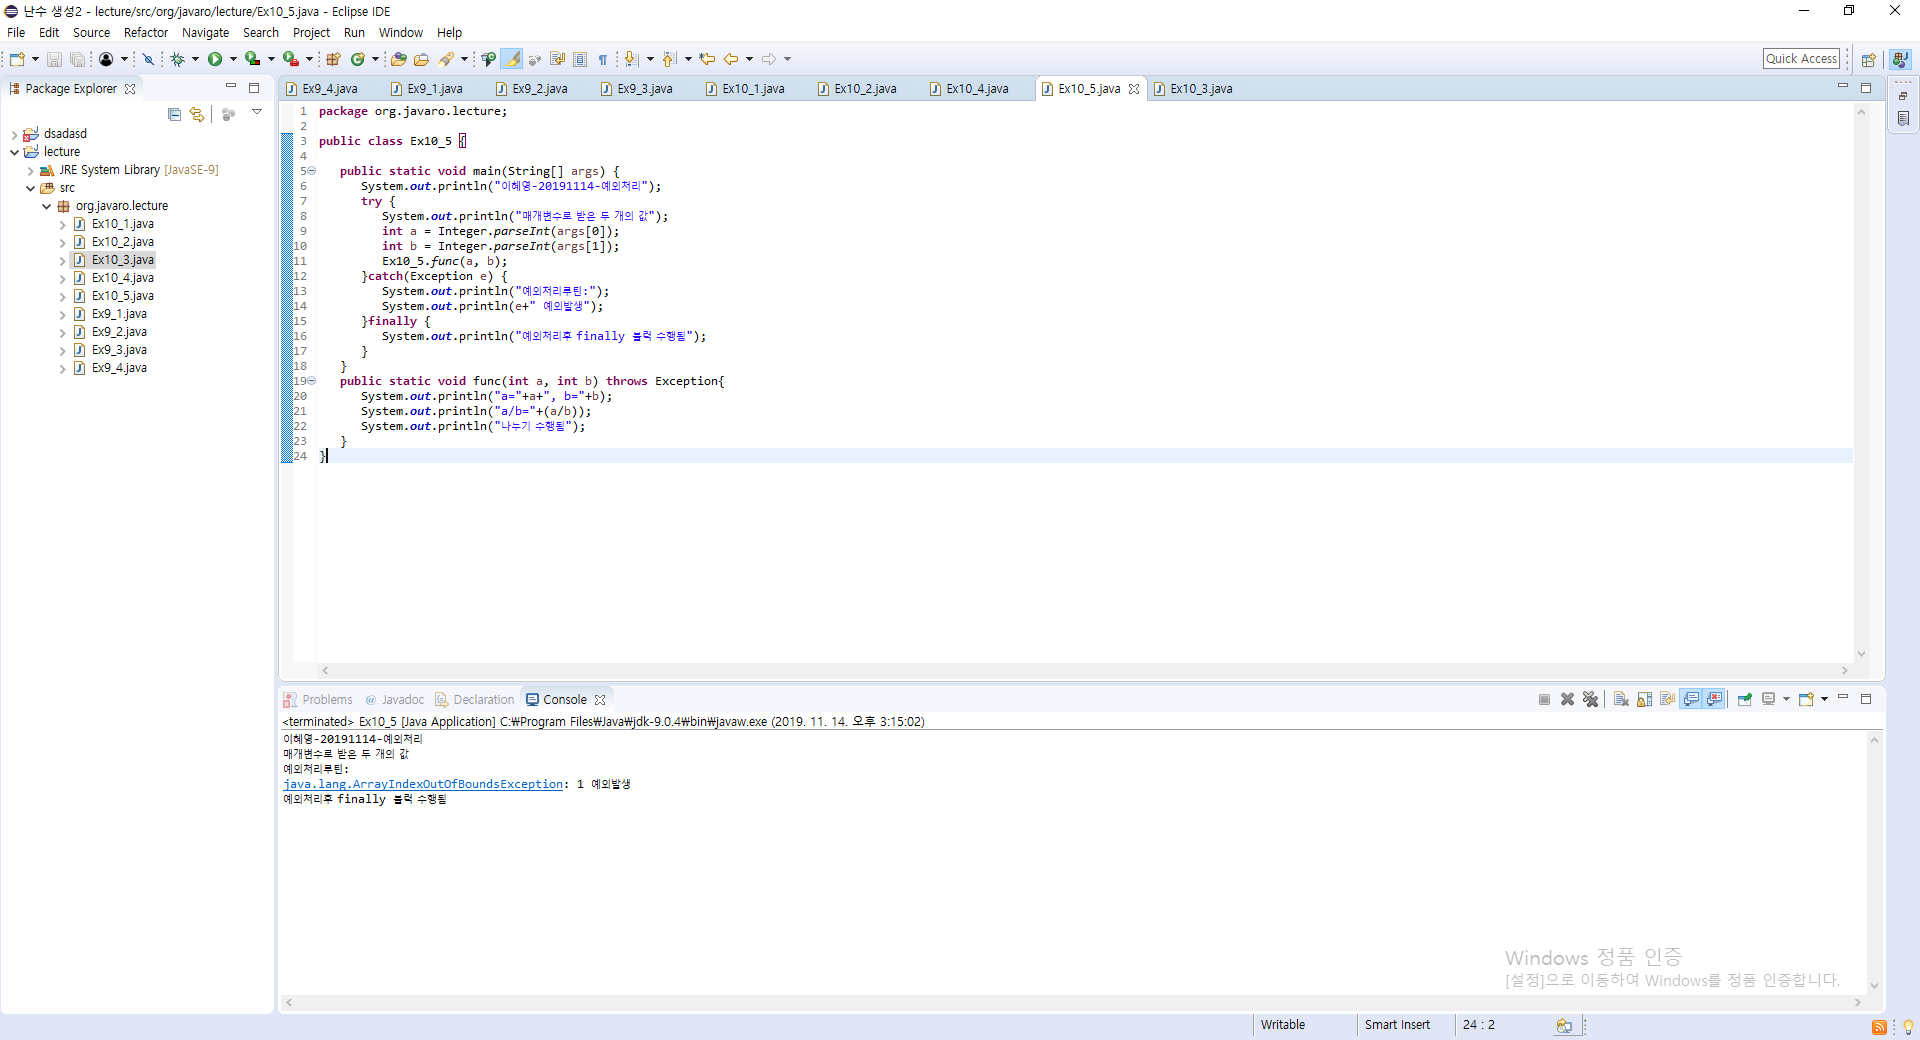 난수 생성2 - lecture/src/org/javaro/lecture/Ex10_5.java - Eclipse IDE
File Edit Source Refactor Navigate Search Project Run Window Help
Quick Access
Package Explorer
dsadasd
lecture
JRE System Library [JavaSE-9]
src
org.javaro.lecture
Ex10_1.java
Ex10_2.java
Ex10_3.java
Ex10_4.java
Ex10_5.java
Ex9_1.java
Ex9_2.java
Ex9_3.java
Ex9_4.java
Ex9_4.java Ex9_1.java Ex9_2.java Ex9_3.java Ex10_1.java Ex10_2.java Ex10_4.java Ex10_5.java Ex10_3.java
1 package org.javaro.lecture;
2
3 public class Ex10_5 {
4
5 public static void main(String[] args) {
6 System.out.println("이혜영-20191114-예외처리");
7 try {
8 System.out.println("매개변수로 받은 두 개의 값");
9 int a = Integer.parseInt(args[0]);
10 int b = Integer.parseInt(args[1]);
11 Ex10_5.func(a, b);
12 }catch(Exception e) {
13 System.out.println("예외처리루틴:");
14 System.out.println(e+" 예외발생");
15 }finally {
16 System.out.println("예외처리후 finally 블럭 수행됨");
17 }
18 }
19 public static void func(int a, int b) throws Exception{
20 System.out.println("a="+a+", b="+b);
21 System.out.println("a/b="+(a/b));
22 System.out.println("나누기 수행됨");
23 }
24 }
Problems @ Javadoc Declaration Console
<terminated> Ex10_5 [Java Application] C:₩Program Files₩Java₩jdk-9.0.4₩bin₩javaw.exe (2019. 11. 14. 오후 3:15:02)
이혜영-20191114-예외처리
매개변수로 받은 두 개의 값
예외처리루틴:
java.lang.ArrayIndexOutOfBoundsException: 1 예외발생
예외처리후 finally 블럭 수행됨
Windows 정품 인증
[설정]으로 이동하여 Windows를 정품 인증합니다.
Writable Smart Insert 24 : 2